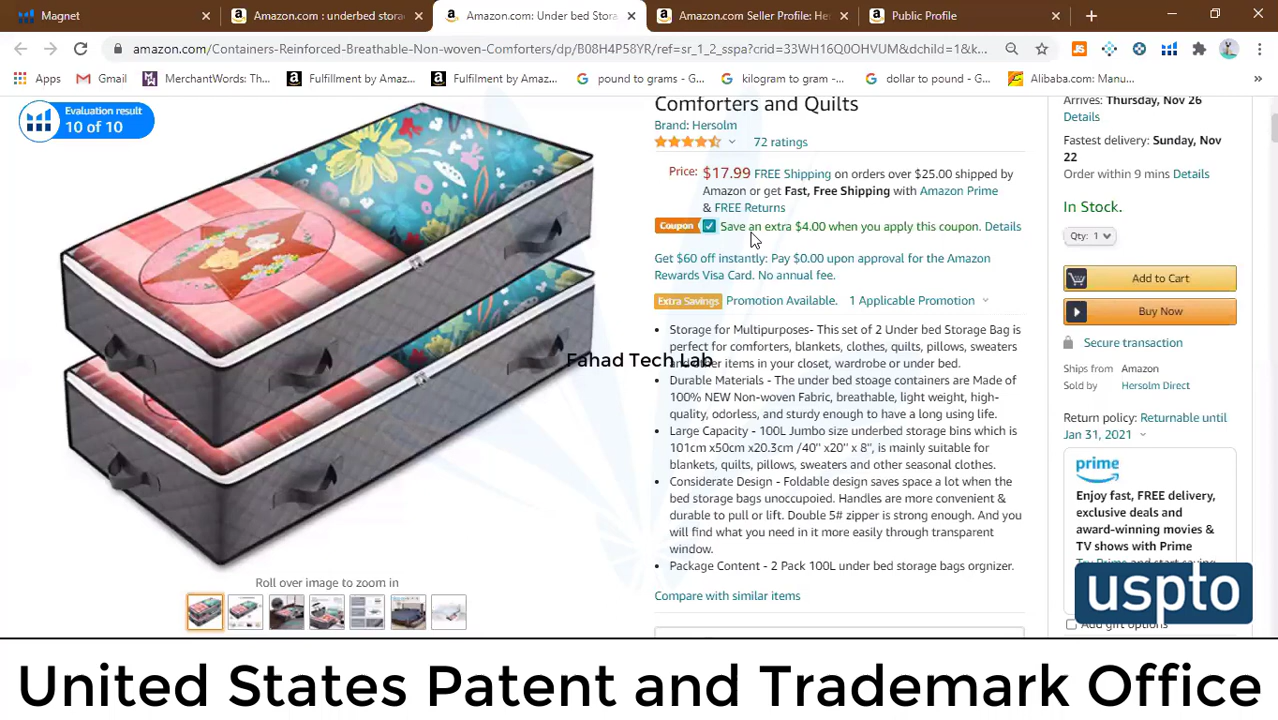 Magnet
Amazon.com : underbed stora
Amazon.com: Under bed Stora
Amazon.com Seller Profile: He
Public Profile
amazon.com/Containers-Reinforced-Breathable-Non-woven-Comforters/dp/B08H4P58YR/ref=sr_1_2_sspa?crid=33WH16Q0OHVUM&dchild=1&k...
Apps
Gmail
MerchantWords: Th...
Fulfillment by Amaz...
Fulfilment by Amaz...
pound to grams - G...
kilogram to gram -...
dollar to pound - G...
Alibaba.com: Manu...
Evaluation result
10 of 10
Roll over image to zoom in
Comforters and Quilts
Brand: Hersolm
72 ratings
Price: $17.99 FREE Shipping on orders over $25.00 shipped by
Amazon or get Fast, Free Shipping with Amazon Prime
& FREE Returns
Coupon Save an extra $4.00 when you apply this coupon. Details
Get $60 off instantly: Pay $0.00 upon approval for the Amazon
Rewards Visa Card. No annual fee.
Extra Savings Promotion Available. 1 Applicable Promotion
Storage for Multipurposes- This set of 2 Under bed Storage Bag is
perfect for comforters, blankets, clothes, quilts, pillows, sweaters
and other items in your closet, wardrobe or under bed.
Durable Materials - The under bed stoage containers are Made of
100% NEW Non-woven Fabric, breathable, light weight, high-
quality, odorless, and sturdy enough to have a long using life.
Large Capacity - 100L Jumbo size underbed storage bins which is
101cm x50cm x20.3cm /40" x20" x 8", is mainly suitable for
blankets, quilts, pillows, sweaters and other seasonal clothes.
Considerate Design - Foldable design saves space a lot when the
bed storage bags unoccupoied. Handles are more convenient &
durable to pull or lift. Double 5# zipper is strong enough. And you
will find what you need in it more easily through transparent
window.
Package Content - 2 Pack 100L under bed storage bags orgnizer.
Compare with similar items
Fahad Tech Lab
Arrives: Thursday, Nov 26
Details
Fastest delivery: Sunday, Nov
22
Order within 9 mins Details
In Stock.
Qty: 1
Add to Cart
Buy Now
Secure transaction
Ships from Amazon
Sold by Hersolm Direct
Return policy: Returnable until
Jan 31, 2021
prime
Enjoy fast, FREE delivery,
exclusive deals and
award-winning movies &
TV shows with Prime
Try Prime and start saving
uspto
Add gift options
United States Patent and Trademark Office